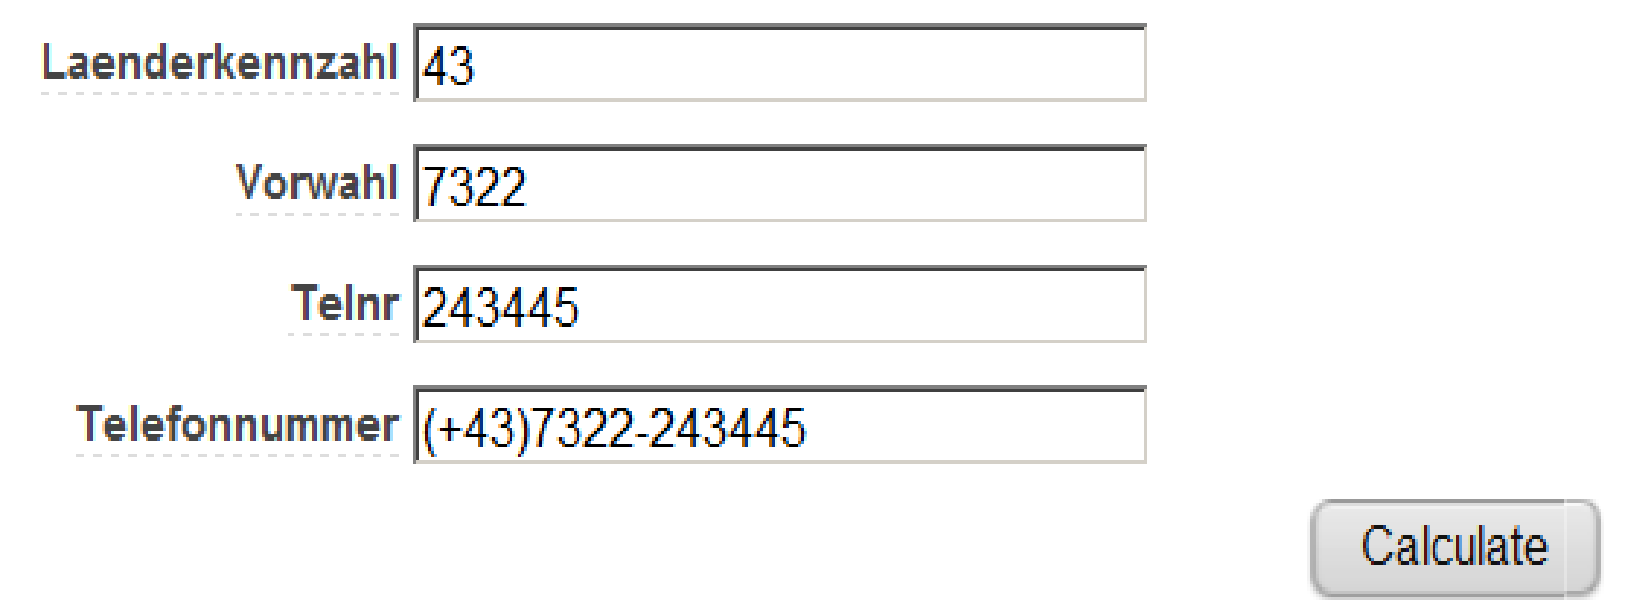 Laenderkennzahl 43
Vorwahl 7322
Telnr 243445
Telefonnummer (+43)7322-243445
Calculate